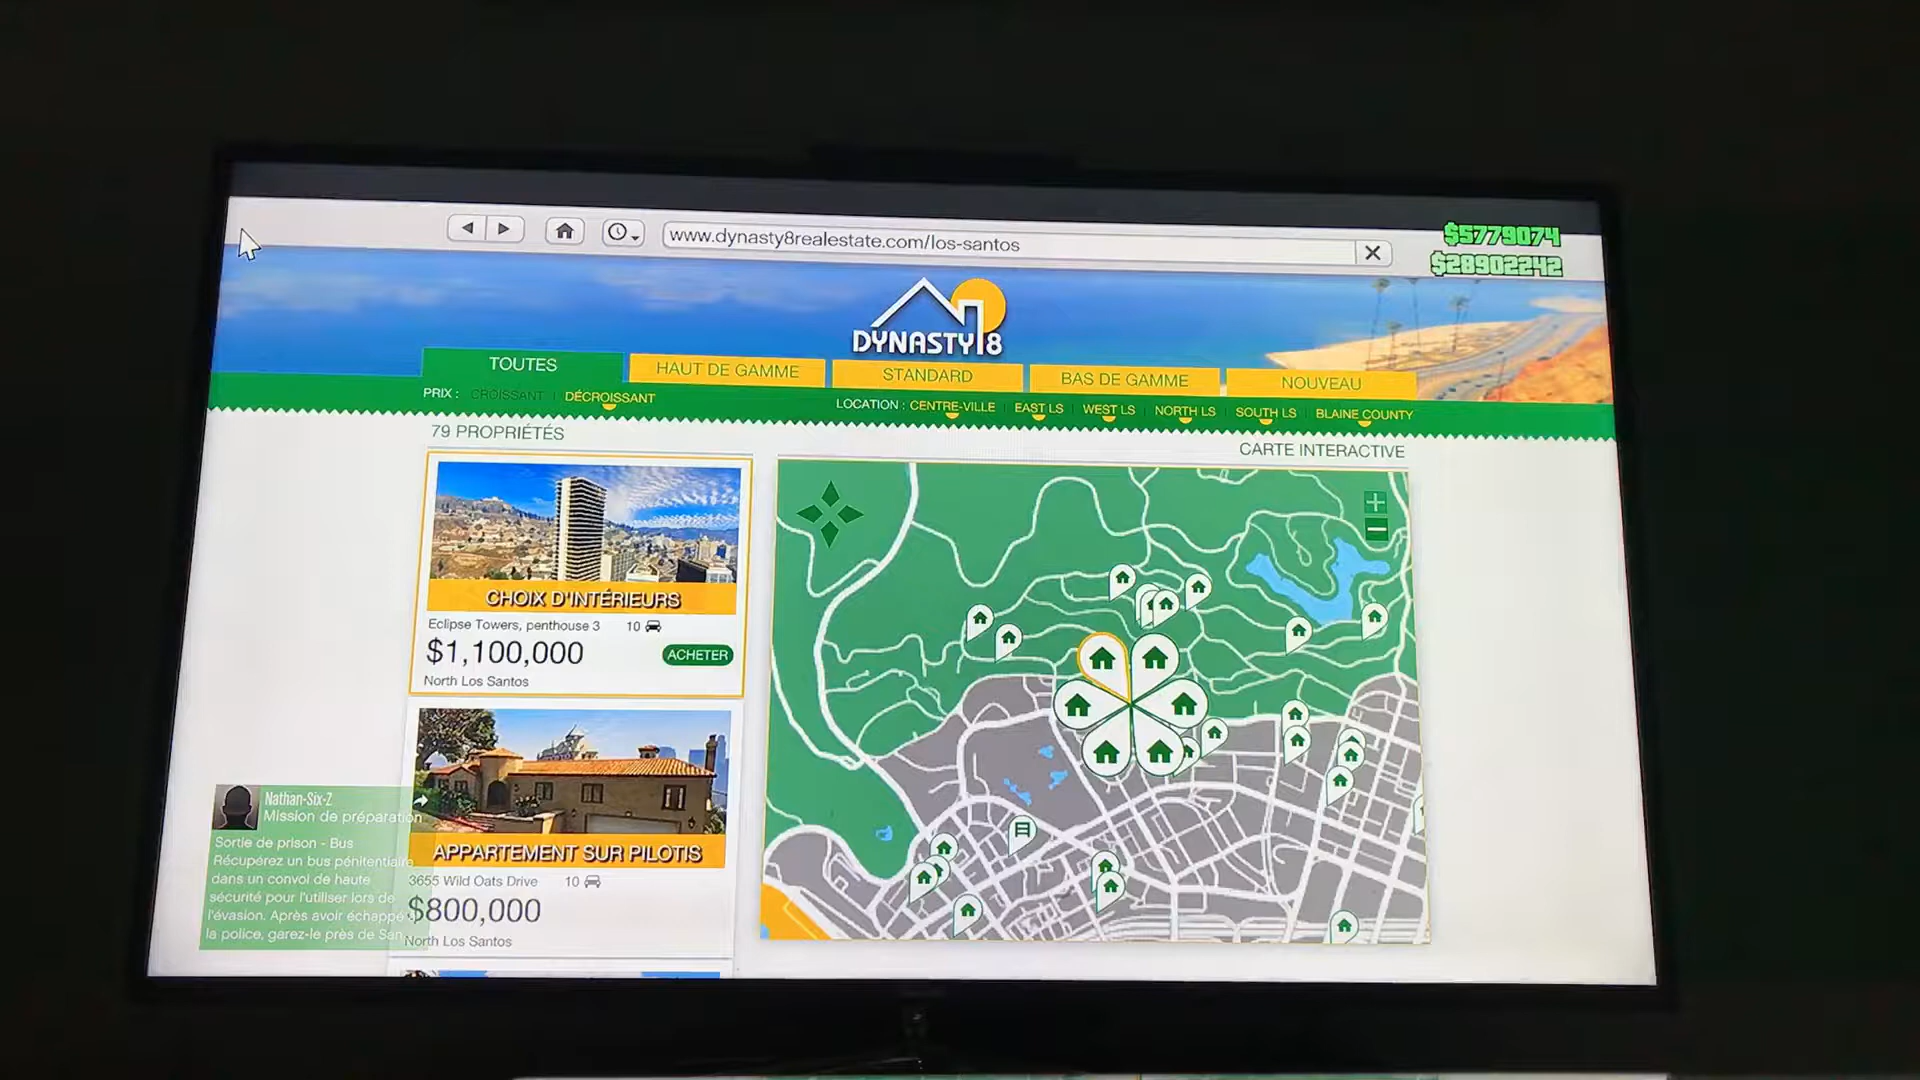 www.dynasty8realestate.com/los-santos
$5779074
$28902242
DYNASTY 8
TOUTES
HAUT DE GAMME
STANDARD
BAS DE GAMME
NOUVEAU
PRIX : CROISSANT | DÉCROISSANT
LOCATION : CENTRE-VILLE | EAST LS | WEST LS | NORTH LS | SOUTH LS | BLAINE COUNTY
79 PROPRIÉTÉS
CARTE INTERACTIVE
CHOIX D'INTÉRIEURS
Eclipse Towers, penthouse 3 10
$1,100,000
ACHETER
North Los Santos
APPARTEMENT SUR PILOTIS
3655 Wild Oats Drive 10
$800,000
North Los Santos
Nathan-Six-Z
Mission de préparation
Sortie de prison - Bus
Récupérez un bus pénitentiaire
dans un convoi de haute
sécurité pour l'utiliser lors de
l'évasion. Après avoir échappé
la police, garez-le près de San...